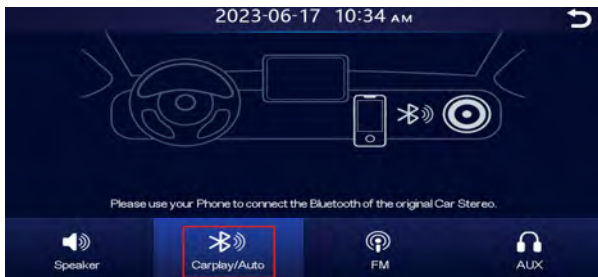 2023-06-17 10:34 AM
Please use your Phone to connect the Bluetooth of the original Car Stereo.
Speaker
Carplay/Auto
FM
AUX